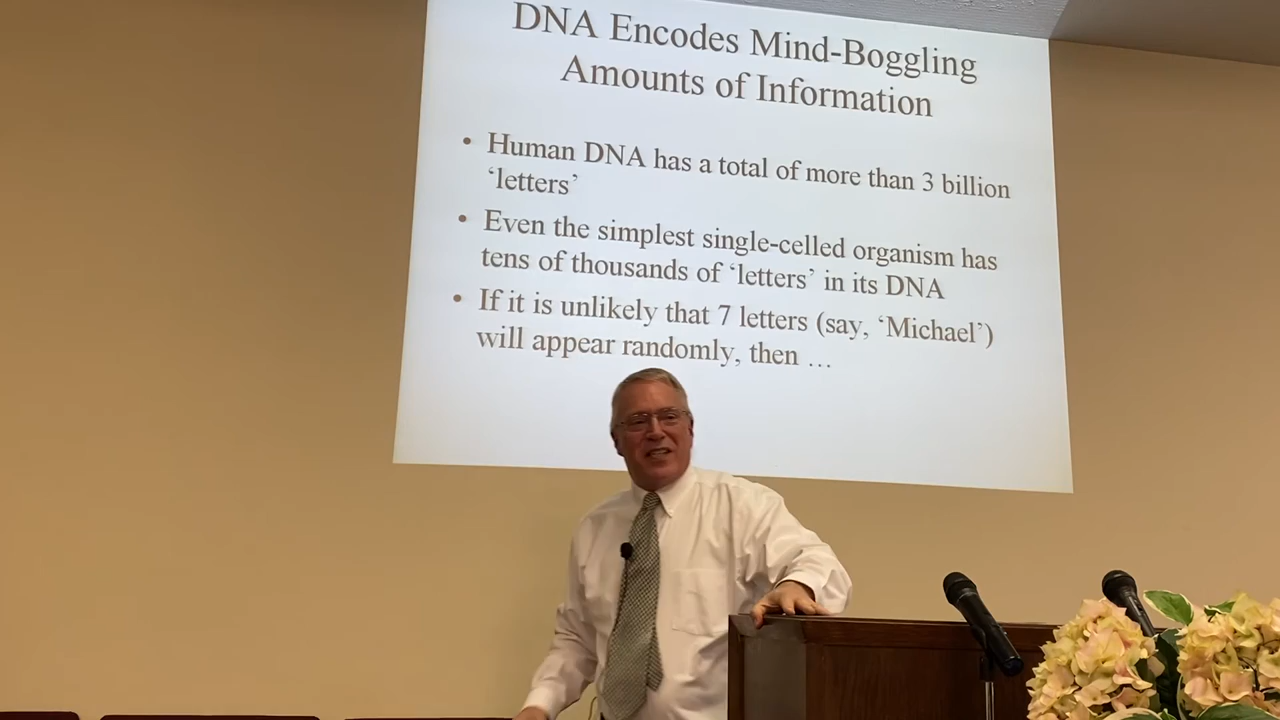 DNA Encodes Mind-Boggling
Amounts of Information
• Human DNA has a total of more than 3 billion
‘letters’
• Even the simplest single-celled organism has
tens of thousands of ‘letters’ in its DNA
• If it is unlikely that 7 letters (say, ‘Michael’)
will appear randomly, then …